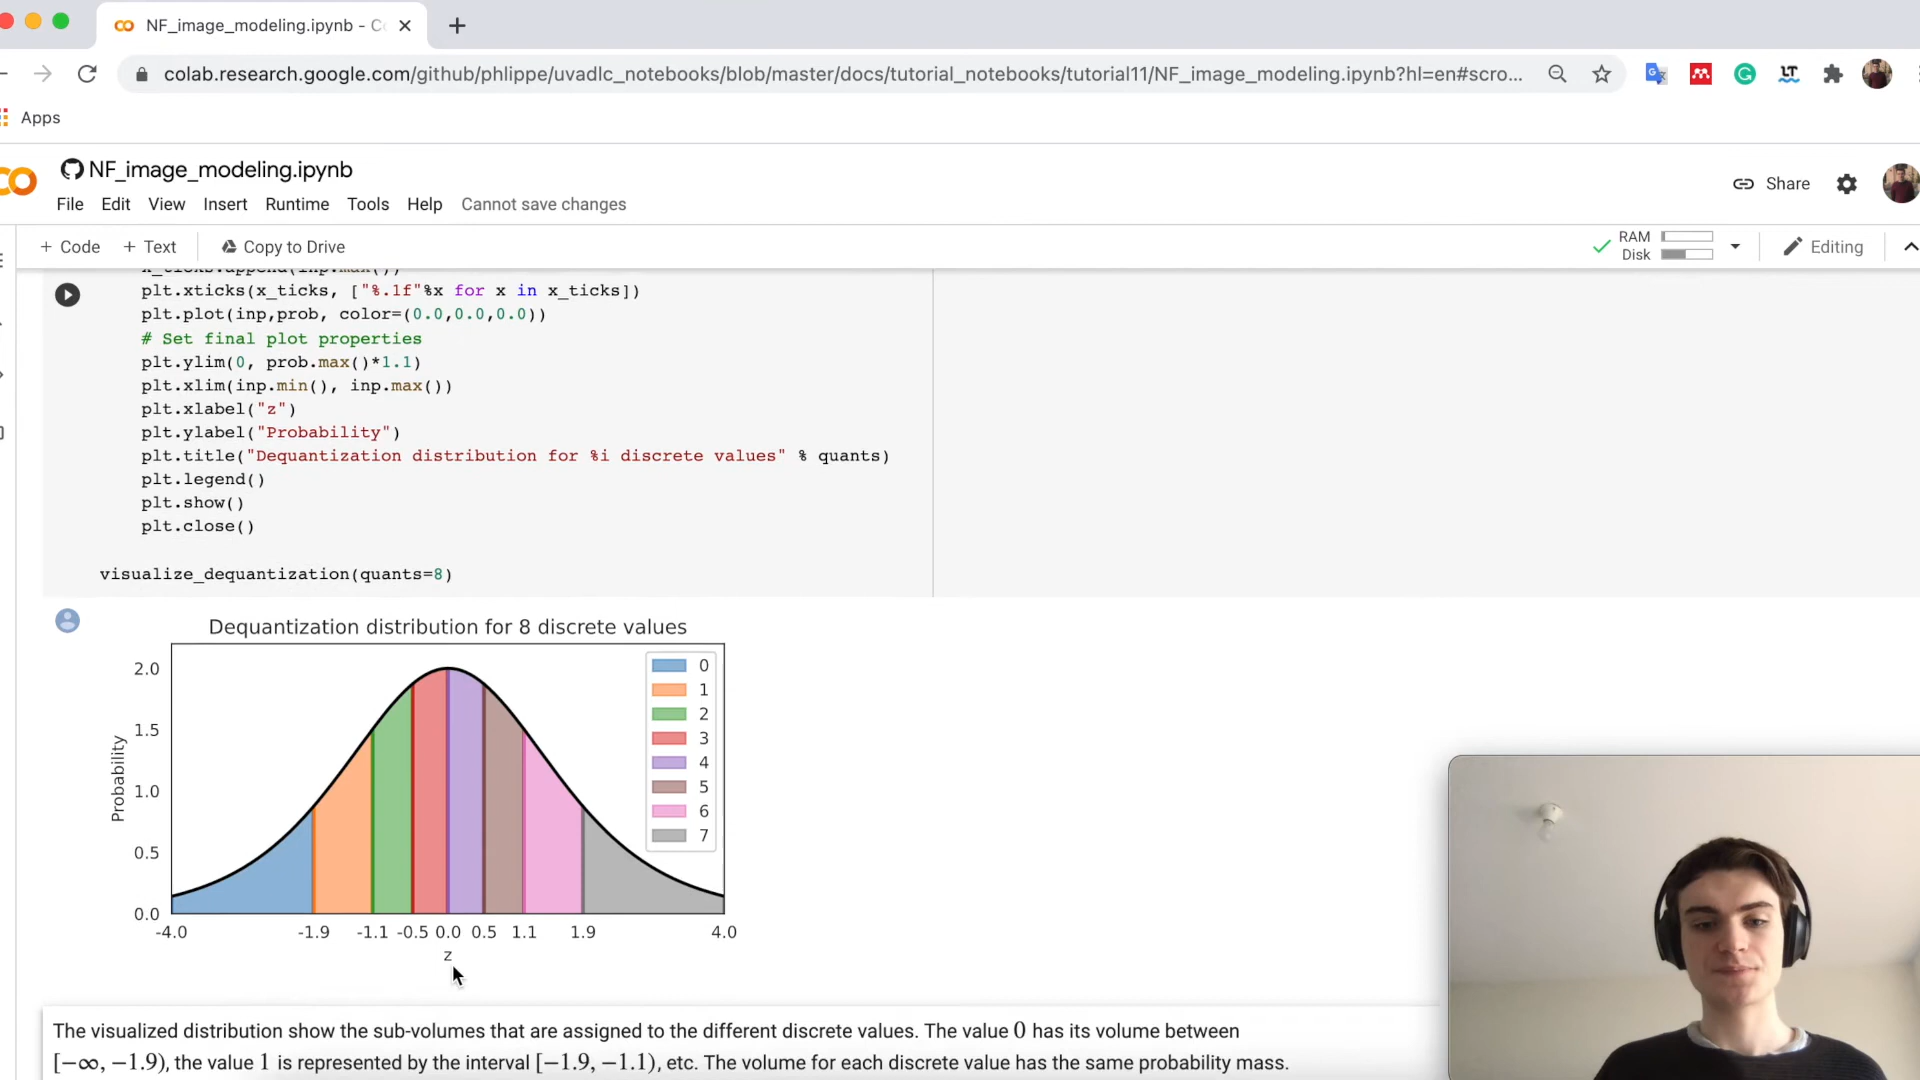 NF_image_modeling.ipynb - Co
colab.research.google.com/github/phlippe/uvadlc_notebooks/blob/master/docs/tutorial_notebooks/tutorial11/NF_image_modeling.ipynb?hl=en#scro...
Apps
NF_image_modeling.ipynb
Share
File Edit View Insert Runtime Tools Help Cannot save changes
+ Code + Text Copy to Drive
RAM
Disk
Editing
x_ticks.append(inp.max())
plt.xticks(x_ticks, ["%.1f"%x for x in x_ticks])
plt.plot(inp,prob, color=(0.0,0.0,0.0))
# Set final plot properties
plt.ylim(0, prob.max()*1.1)
plt.xlim(inp.min(), inp.max())
plt.xlabel("z")
plt.ylabel("Probability")
plt.title("Dequantization distribution for %i discrete values" % quants)
plt.legend()
plt.show()
plt.close()
visualize_dequantization(quants=8)
Dequantization distribution for 8 discrete values
Probability
2.0
1.5
1.0
0.5
0.0
0
1
2
3
4
5
6
7
-4.0 -1.9 -1.1 -0.5 0.0 0.5 1.1 1.9 4.0
z
The visualized distribution show the sub-volumes that are assigned to the different discrete values. The value 0 has its volume between
[−∞, −1.9), the value 1 is represented by the interval [−1.9, −1.1), etc. The volume for each discrete value has the same probability mass.